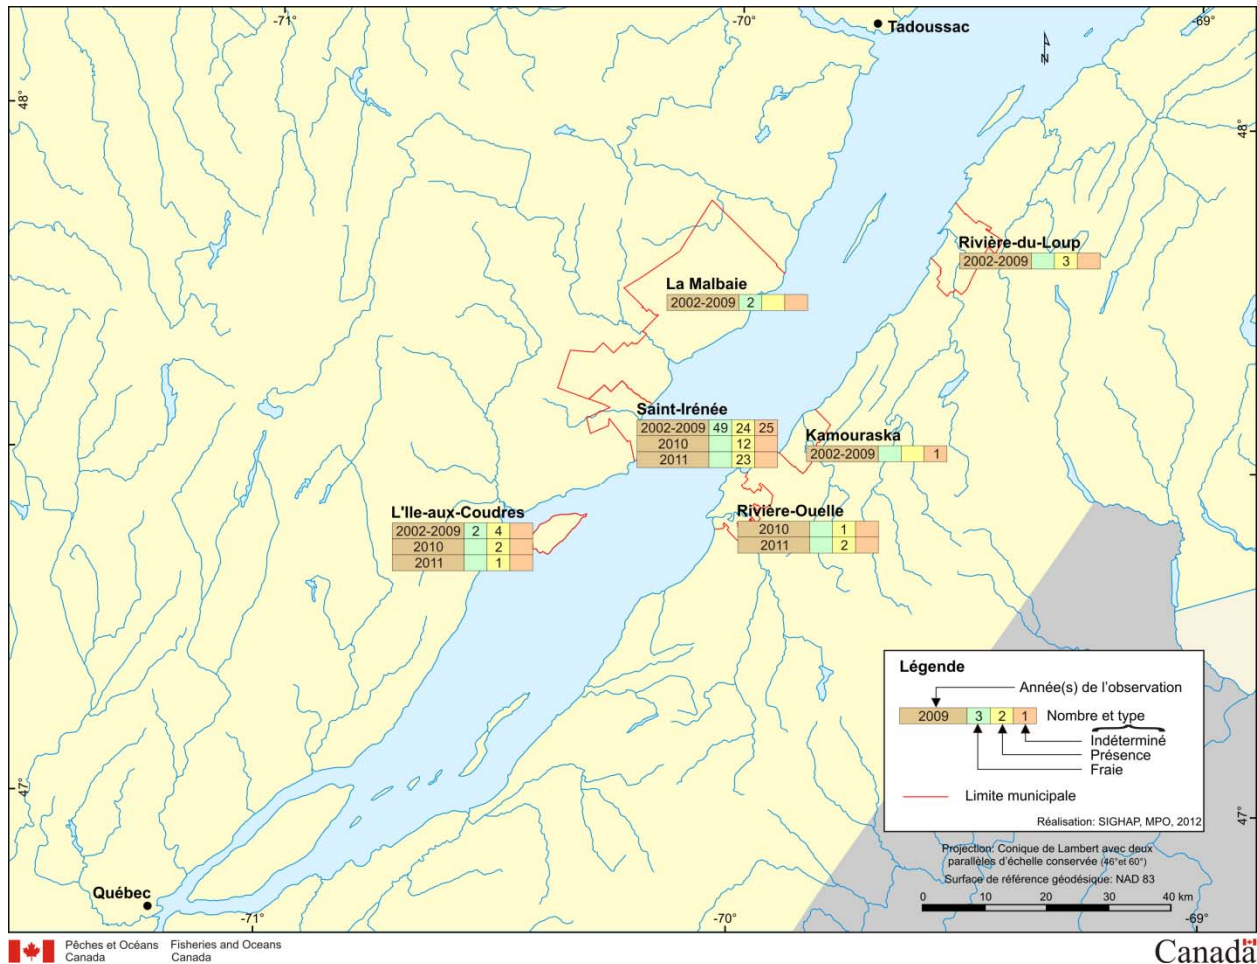 -71°
-70°
-69°
Tadoussac
N
48°
48°
Rivière-du-Loup
2002-2009 3
La Malbaie
2002-2009 2
Saint-Irénée
2002-2009 49 24 25
2010 12
2011 23
Kamouraska
2002-2009 1
L'Ile-aux-Coudres
2002-2009 2 4
2010 2
2011 1
Rivière-Ouelle
2010 1
2011 2
Légende
Année(s) de l'observation
2009 3 2 1 Nombre et type
Indéterminé
Présence
Fraie
Limite municipale
Réalisation: SIGHAP, MPO, 2012
47°
47°
Projection: Conique de Lambert avec deux
parallèles d'échelle conservée (46°et 60°)
Surface de référence géodésique: NAD 83
0 10 20 30 40 km
Québec
-71°
-70°
-69°
Pêches et Océans Fisheries and Oceans
Canada Canada
Canada